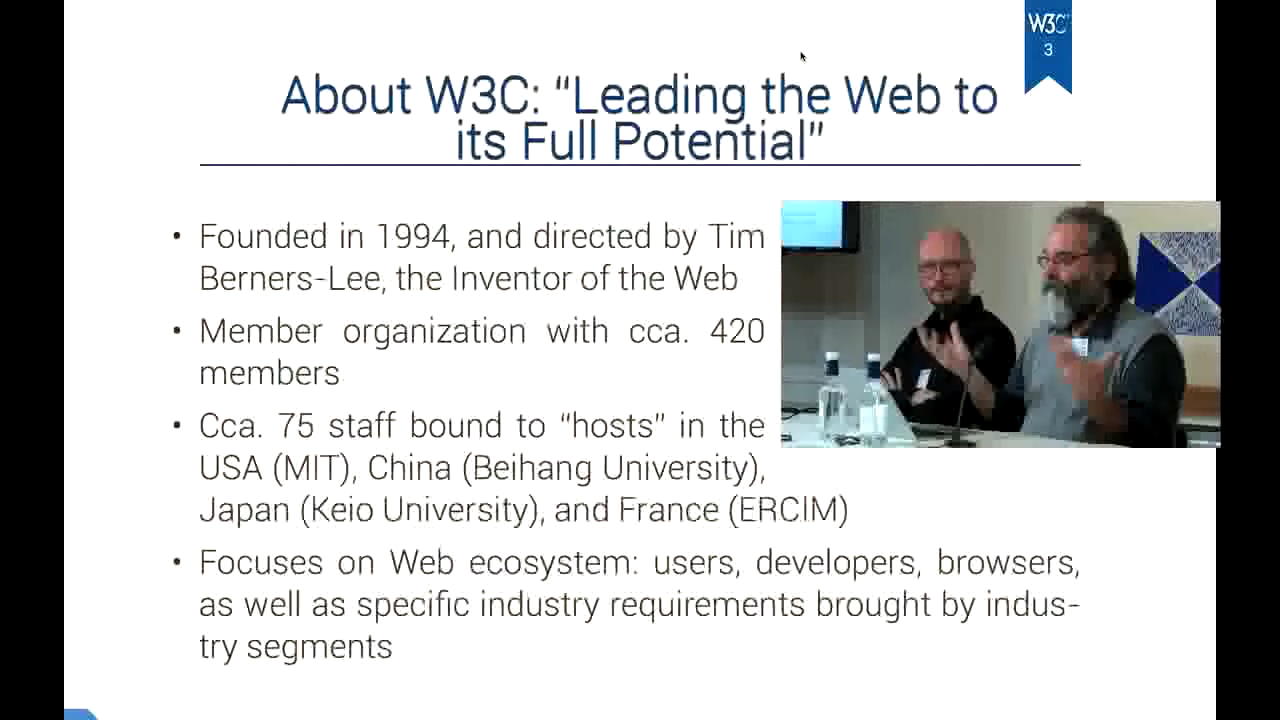 W3C
3
About W3C: “Leading the Web to
its Full Potential”
• Founded in 1994, and directed by Tim
Berners-Lee, the Inventor of the Web
• Member organization with cca. 420
members
• Cca. 75 staff bound to “hosts” in the
USA (MIT), China (Beihang University),
Japan (Keio University), and France (ERCIM)
• Focuses on Web ecosystem: users, developers, browsers,
as well as specific industry requirements brought by indus-
try segments